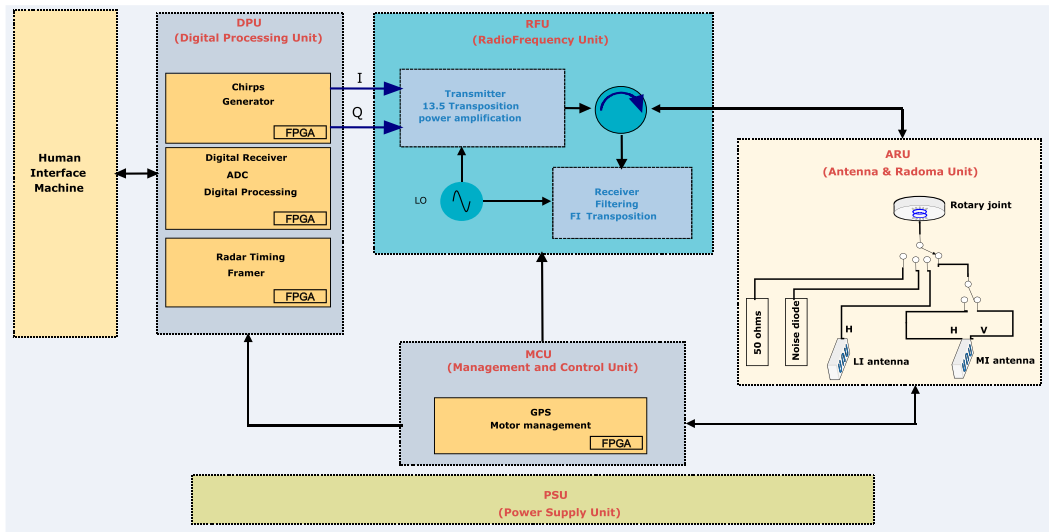 Human
Interface
Machine
DPU
(Digital Processing Unit)
Chirps
Generator
FPGA
Digital Receiver
ADC
Digital Processing
FPGA
Radar Timing
Framer
FPGA
I
Q
RFU
(RadioFrequency Unit)
Transmitter
13.5 Transposition
power amplification
LO
Receiver
Filtering
FI Transposition
ARU
(Antenna & Radoma Unit)
Rotary joint
50 ohms
Noise diode
H
LI antenna
H
V
MI antenna
MCU
(Management and Control Unit)
GPS
Motor management
FPGA
PSU
(Power Supply Unit)